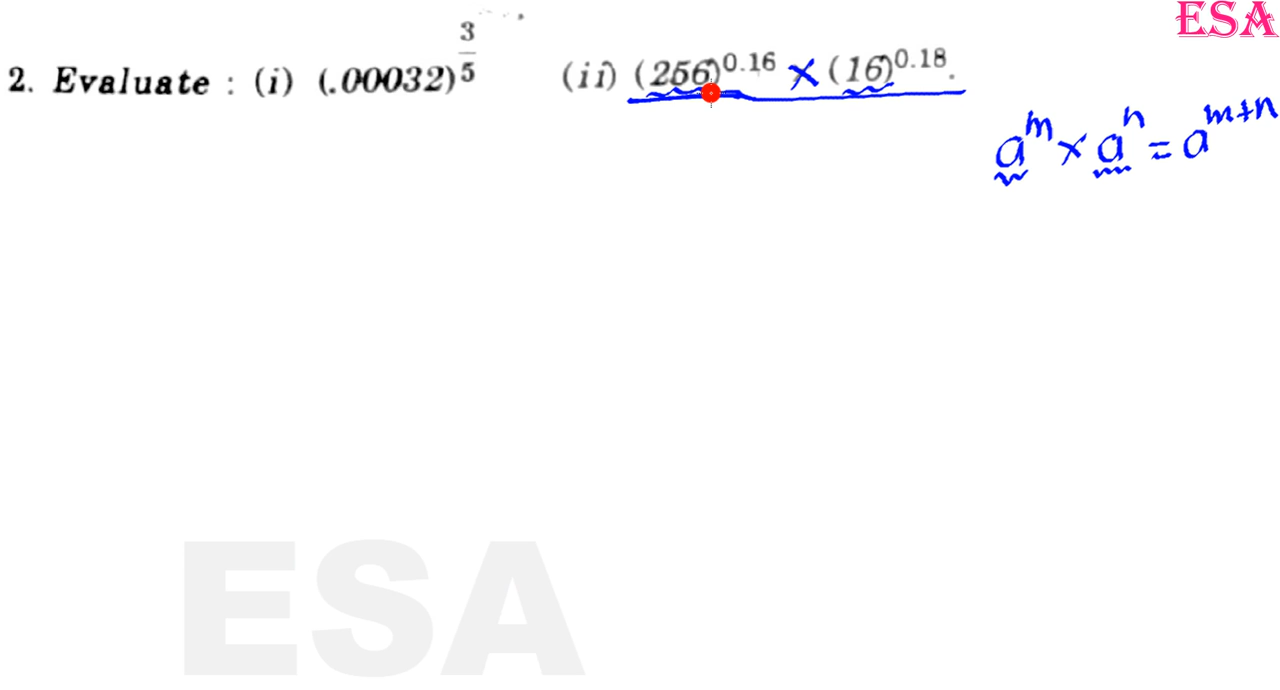 ESA
2. Evaluate : (i) (.00032)^{3/5} (ii) (256)^{0.16} × (16)^{0.18}.
a^m × a^n = a^{m+n}
ESA